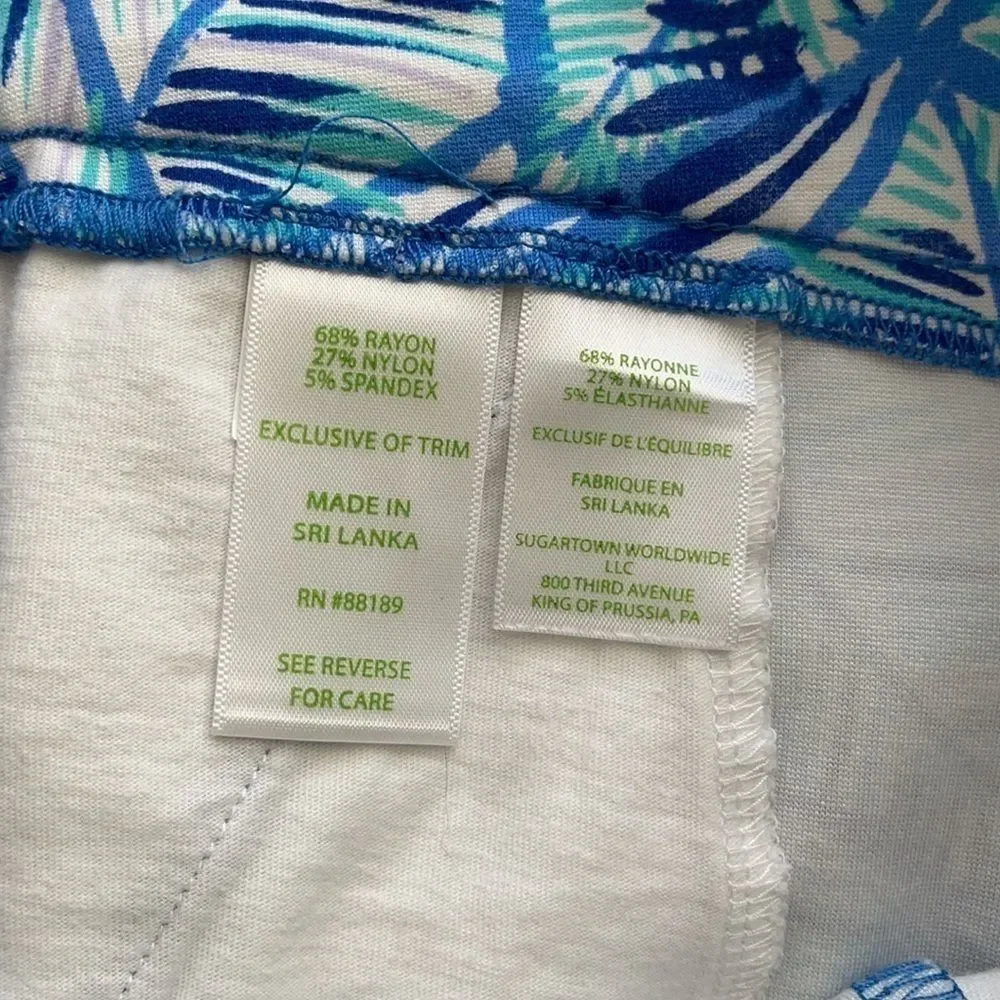 68% RAYON
27% NYLON
5% SPANDEX
EXCLUSIVE OF TRIM
MADE IN
SRI LANKA
RN #88189
SEE REVERSE
FOR CARE
68% RAYONNE
27% NYLON
5% ÉLASTHANNE
EXCLUSIF DE L'ÉQUILIBRE
FABRIQUE EN
SRI LANKA
SUGARTOWN WORLDWIDE
LLC
800 THIRD AVENUE
KING OF PRUSSIA, PA